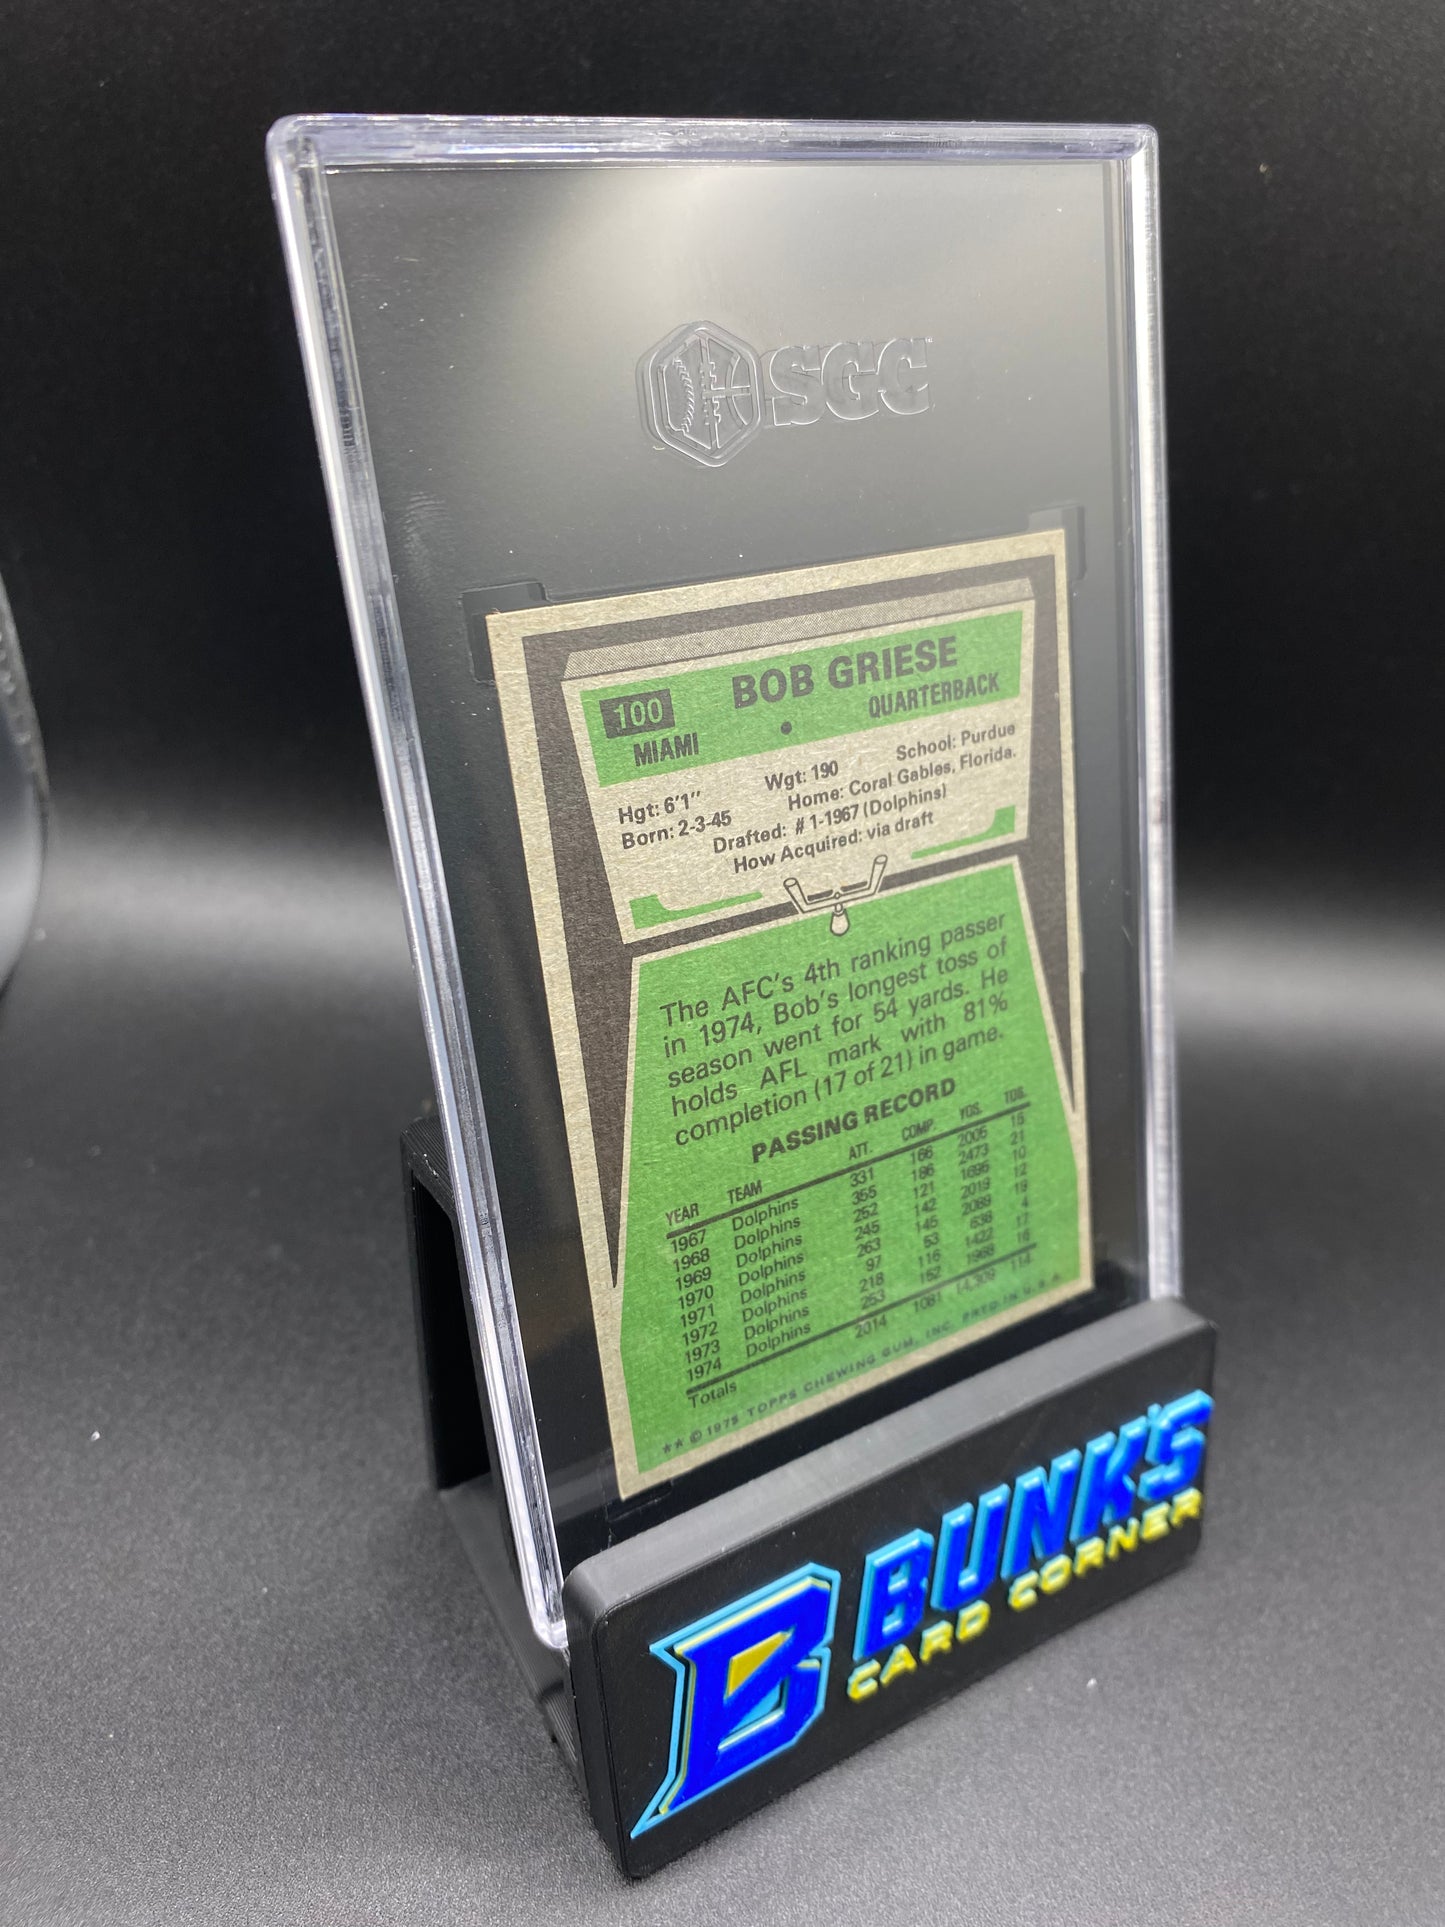 SGC
100 BOB GRIESE
MIAMI • QUARTERBACK
Hgt: 6'1" Wgt: 190 School: Purdue
Born: 2-3-45 Home: Coral Gables, Florida.
Drafted: #1-1967 (Dolphins)
How Acquired: via draft
The AFC's 4th ranking passer
in 1974, Bob's longest toss of
season went for 54 yards. He
holds AFL mark with 81%
completion (17 of 21) in game.
PASSING RECORD
YEAR TEAM ATT. COMP. YDS. TDS.
1967 Dolphins 331 166 2005 15
1968 Dolphins 355 186 2473 21
1969 Dolphins 252 121 1695 10
1970 Dolphins 245 142 2019 12
1971 Dolphins 263 145 2089 19
1972 Dolphins 97 53 638 4
1973 Dolphins 218 116 1422 17
1974 Dolphins 253 152 1968 16
Totals 2014 1081 14,309 114
** © 1975 TOPPS CHEWING GUM, INC. PRTD IN U.S.A.
B BUNK'S
CARD CORNER